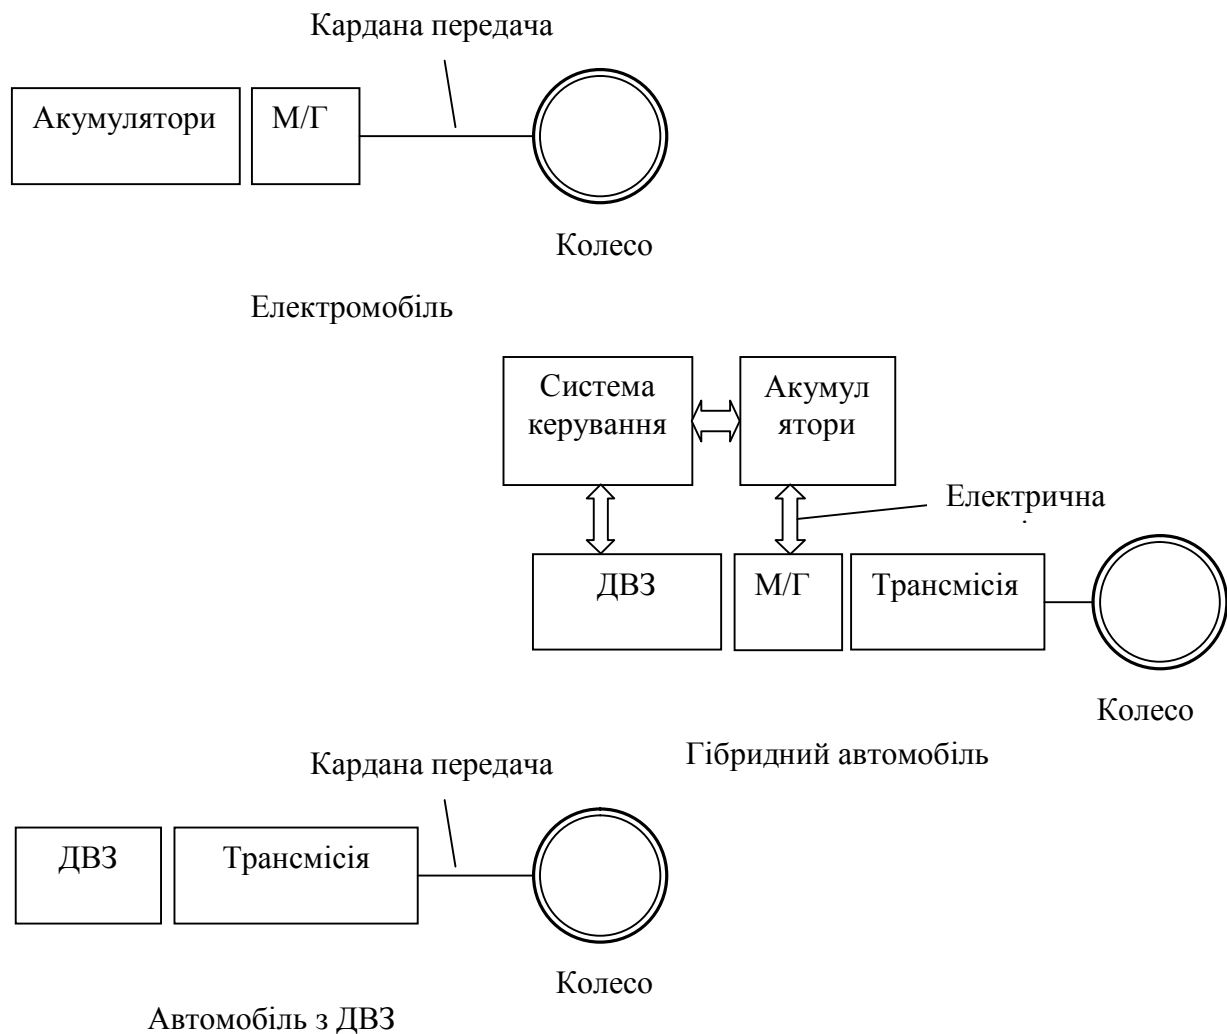 Кардана передача
Акумулятори
М/Г
Колесо
Електромобіль
Система
керування
Акумул
ятори
Електрична
ДВЗ
М/Г
Трансмісія
Колесо
Гібридний автомобіль
Кардана передача
ДВЗ
Трансмісія
Колесо
Автомобіль з ДВЗ